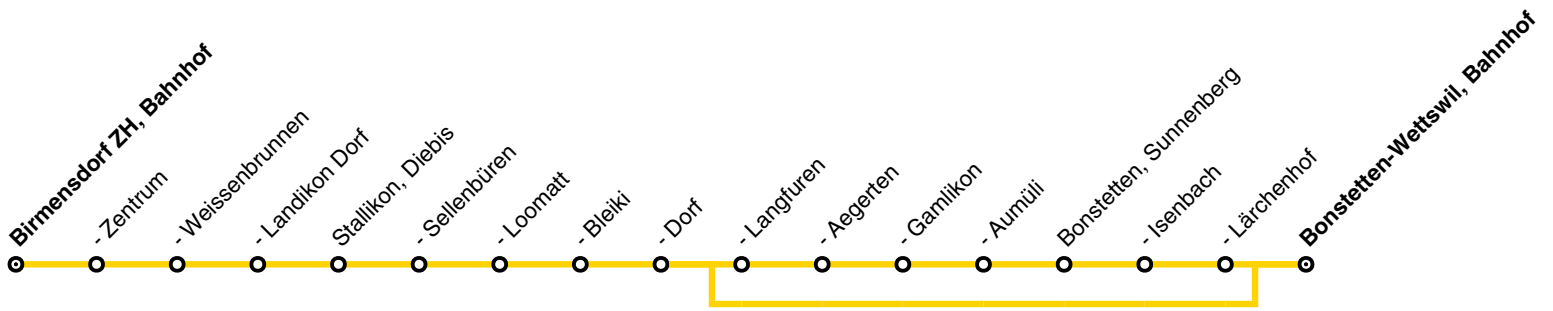 Birmensdorf ZH, Bahnhof
- Zentrum
- Weissenbrunnen
- Landikon Dorf
Stallikon, Diebis
- Sellenbüren
- Loomatt
- Bleiki
- Dorf
- Langfuren
- Aegerten
- Gamlikon
- Aumüli
Bonstetten, Sunnenberg
- Isenbach
- Lärchenhof
Bonstetten-Wettswil, Bahnhof